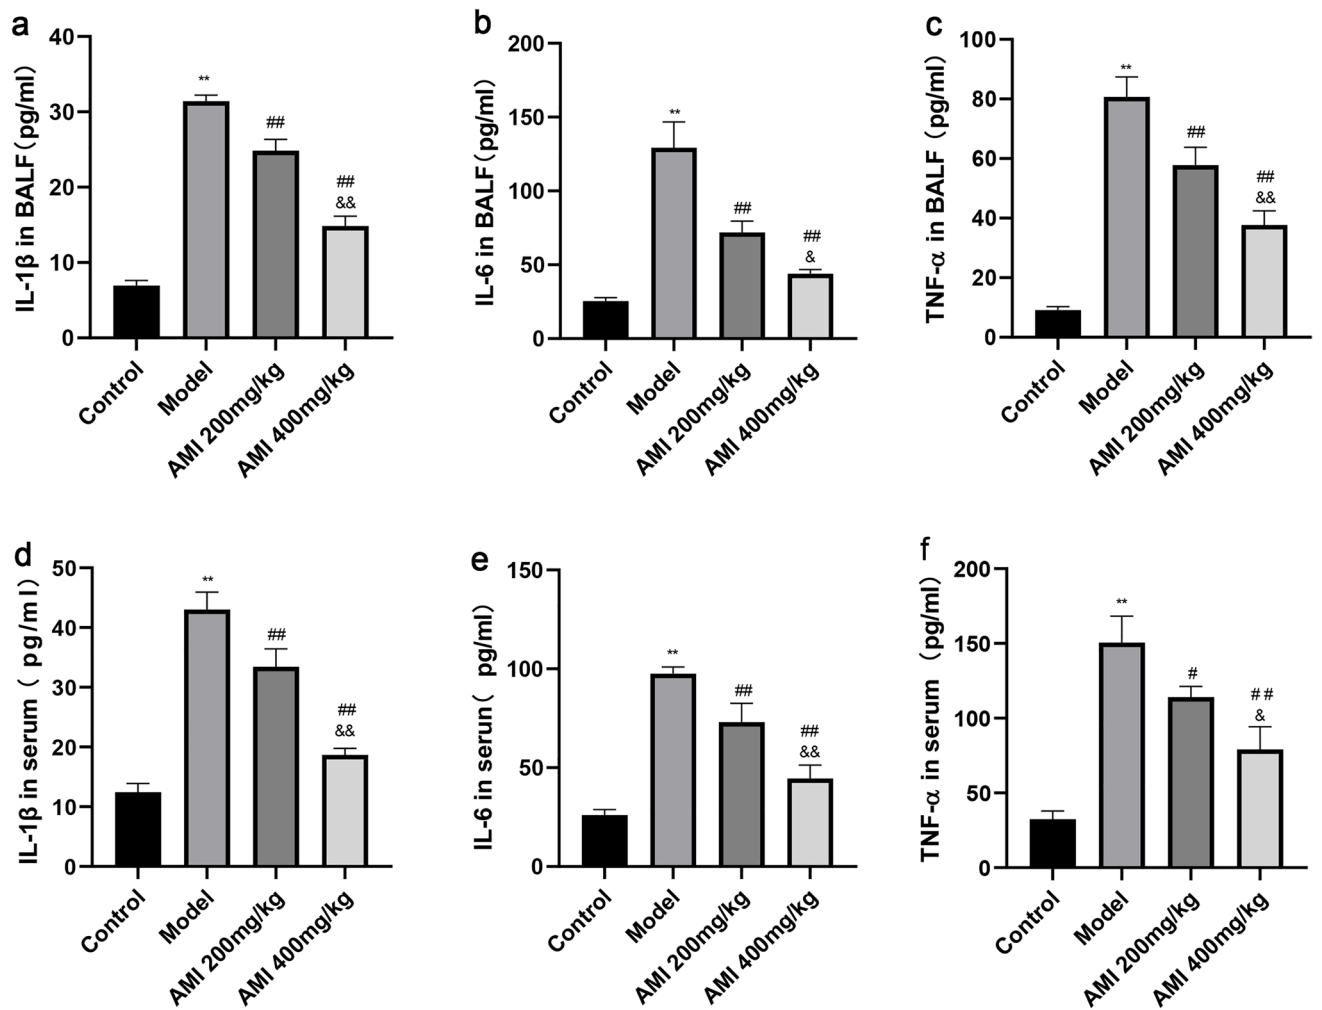 a
IL-1β in BALF（pg/ml）
40
30
20
10
0
**
##
##
&&
Control
Model
AMI 200mg/kg
AMI 400mg/kg
b
IL-6 in BALF（pg/ml）
200
150
100
50
0
**
##
##
&
Control
Model
AMI 200mg/kg
AMI 400mg/kg
c
TNF-α in BALF（pg/ml）
100
80
60
40
20
0
**
##
##
&&
Control
Model
AMI 200mg/kg
AMI 400mg/kg
d
IL-1β in serum（ pg/ml）
50
40
30
20
10
0
**
##
##
&&
Control
Model
AMI 200mg/kg
AMI 400mg/kg
e
IL-6 in serun（ pg/ml）
150
100
50
0
**
##
##
&&
Control
Model
AMI 200mg/kg
AMI 400mg/kg
f
TNF-α in serum（pg/ml）
200
150
100
50
0
**
#
##
&
Control
Model
AMI 200mg/kg
AMI 400mg/kg